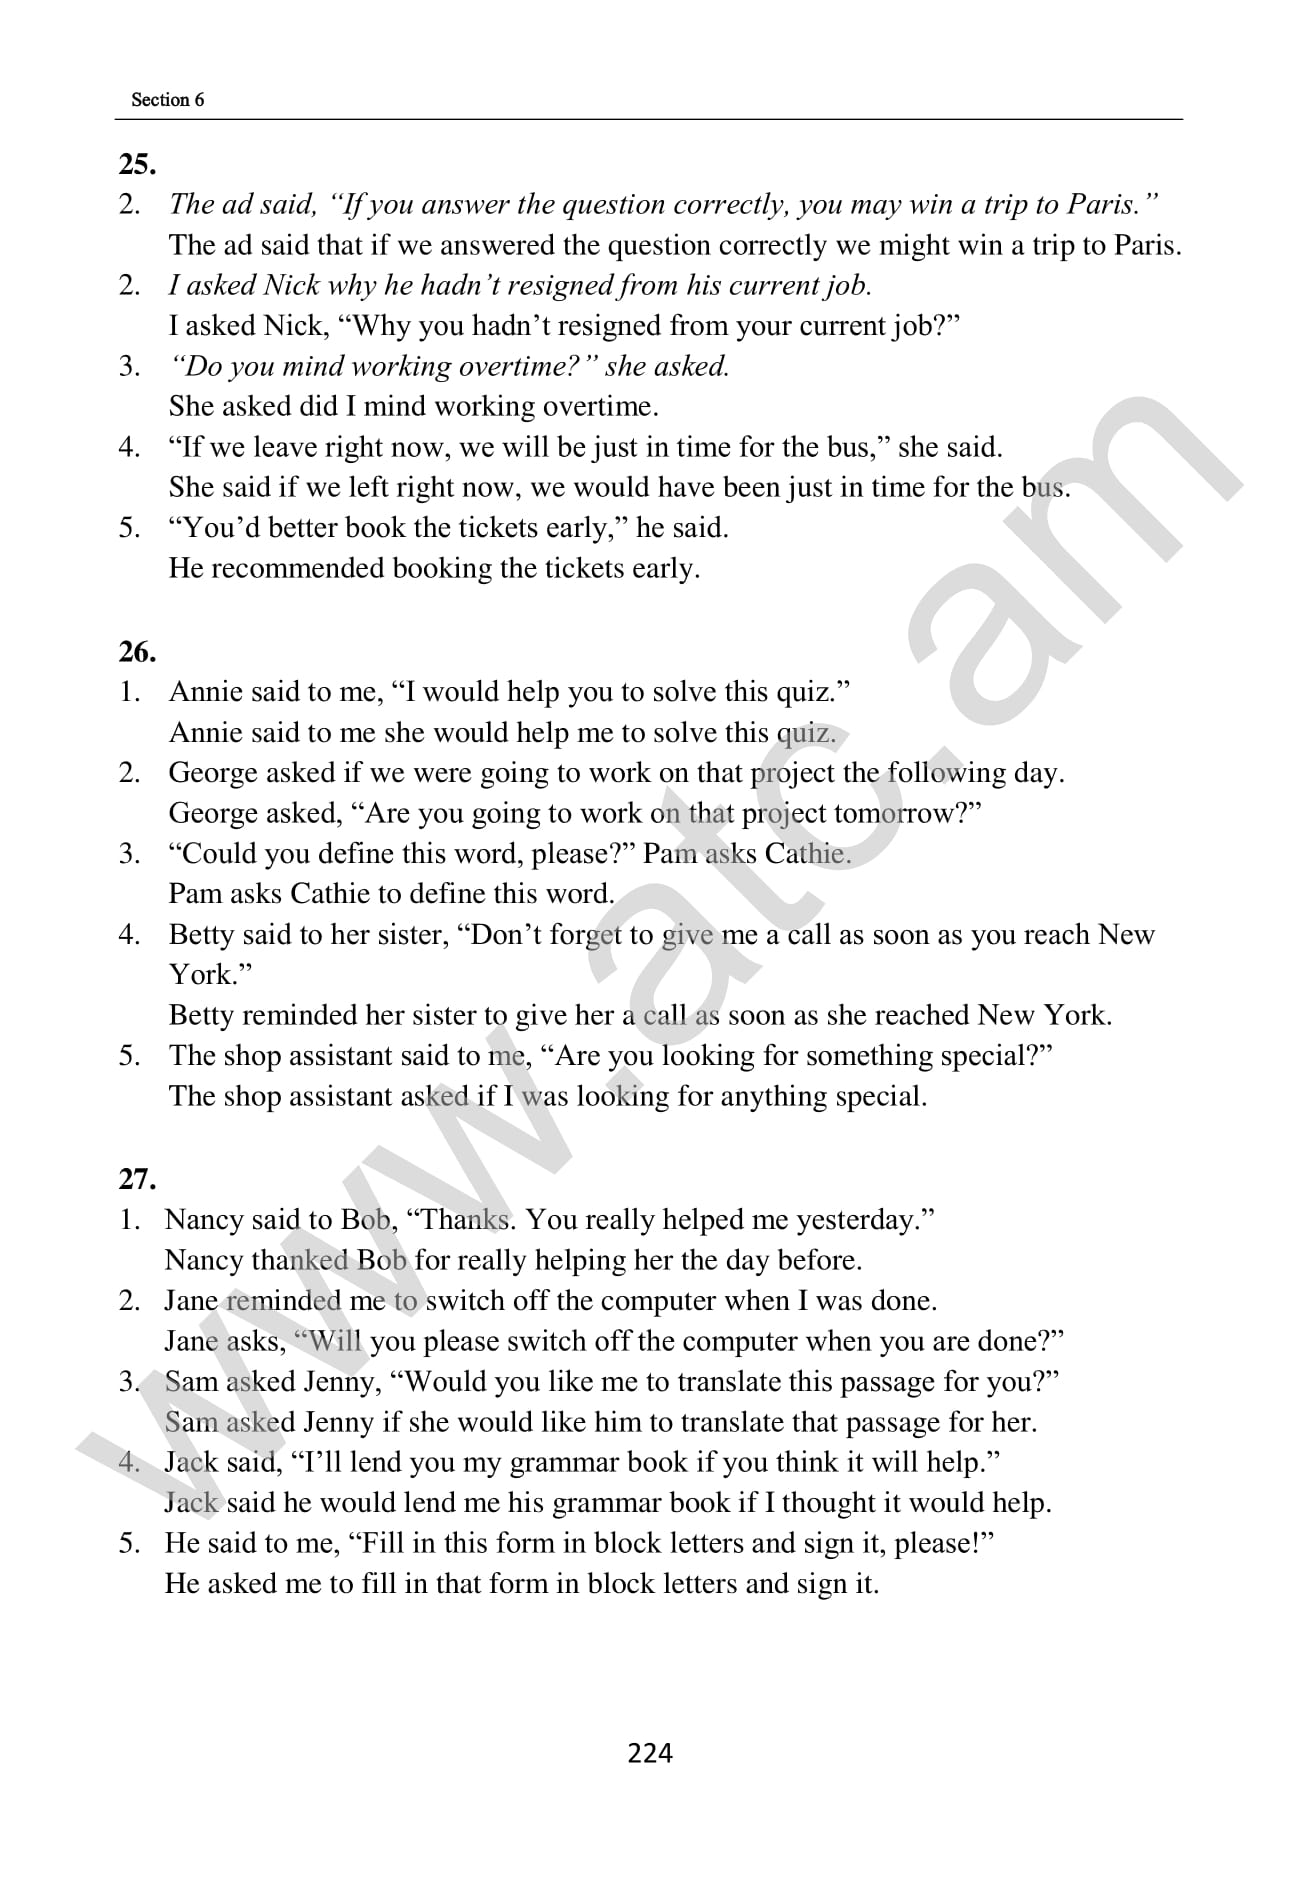 Section 6
25.
2. The ad said, “If you answer the question correctly, you may win a trip to Paris.”
The ad said that if we answered the question correctly we might win a trip to Paris.
2. I asked Nick why he hadn’t resigned from his current job.
I asked Nick, “Why you hadn’t resigned from your current job?”
3. “Do you mind working overtime?” she asked.
She asked did I mind working overtime.
4. “If we leave right now, we will be just in time for the bus,” she said.
She said if we left right now, we would have been just in time for the bus.
5. “You’d better book the tickets early,” he said.
He recommended booking the tickets early.
26.
1. Annie said to me, “I would help you to solve this quiz.”
Annie said to me she would help me to solve this quiz.
2. George asked if we were going to work on that project the following day.
George asked, “Are you going to work on that project tomorrow?”
3. “Could you define this word, please?” Pam asks Cathie.
Pam asks Cathie to define this word.
4. Betty said to her sister, “Don’t forget to give me a call as soon as you reach New
York.”
Betty reminded her sister to give her a call as soon as she reached New York.
5. The shop assistant said to me, “Are you looking for something special?”
The shop assistant asked if I was looking for anything special.
27.
1. Nancy said to Bob, “Thanks. You really helped me yesterday.”
Nancy thanked Bob for really helping her the day before.
2. Jane reminded me to switch off the computer when I was done.
Jane asks, “Will you please switch off the computer when you are done?”
3. Sam asked Jenny, “Would you like me to translate this passage for you?”
Sam asked Jenny if she would like him to translate that passage for her.
4. Jack said, “I’ll lend you my grammar book if you think it will help.”
Jack said he would lend me his grammar book if I thought it would help.
5. He said to me, “Fill in this form in block letters and sign it, please!”
He asked me to fill in that form in block letters and sign it.
224
www.atc.am